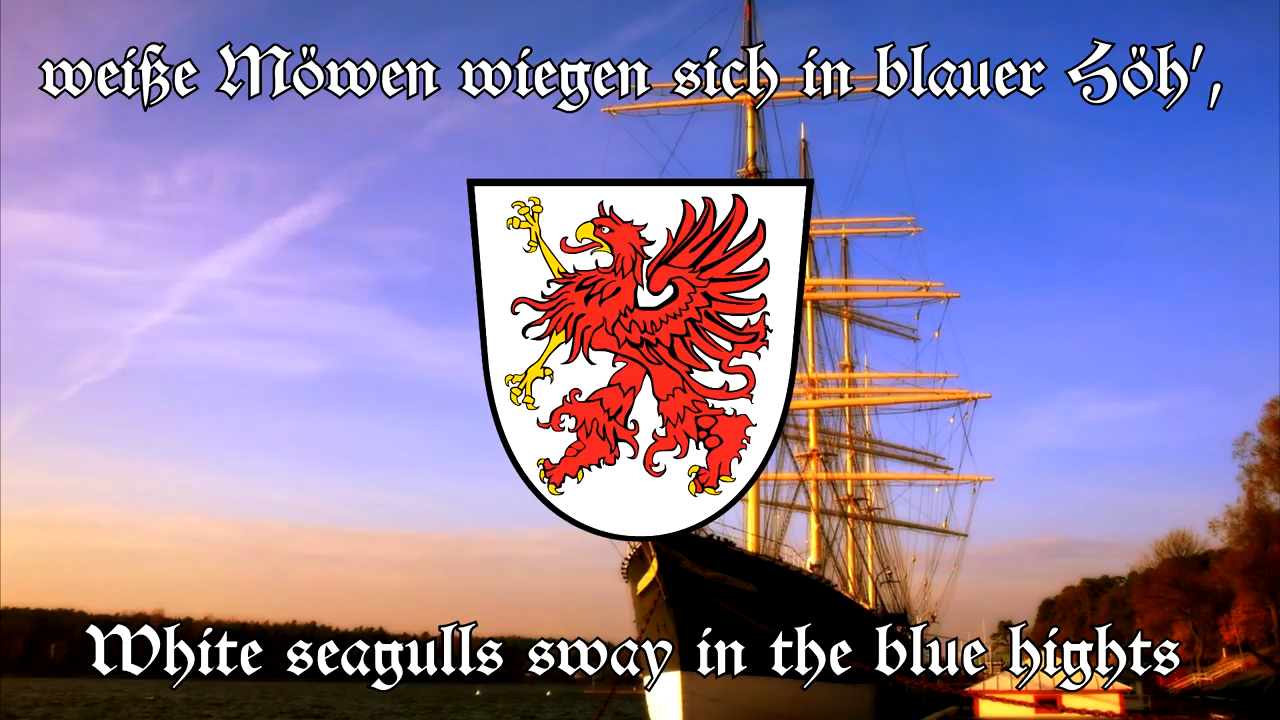 weiße Möwen wiegen sich in blauer Höh',
White seagulls sway in the blue hights